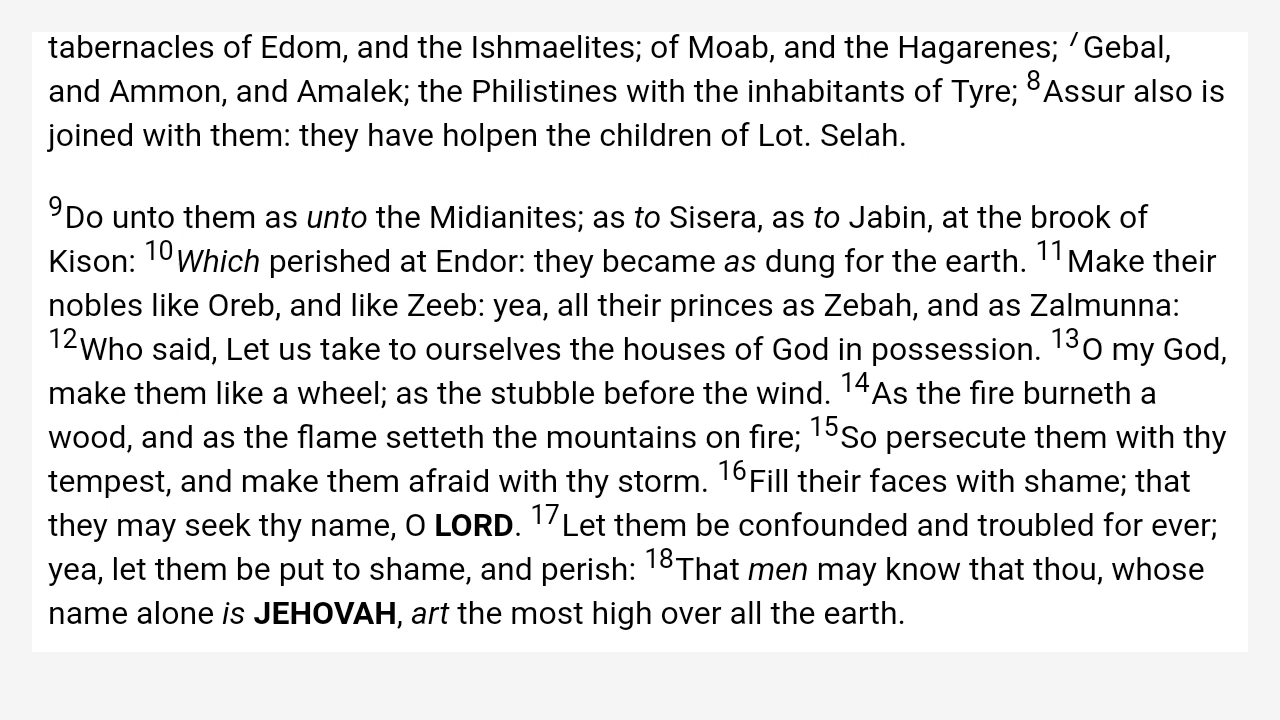 tabernacles of Edom, and the Ishmaelites; of Moab, and the Hagarenes; 7Gebal,
and Ammon, and Amalek; the Philistines with the inhabitants of Tyre; 8Assur also is
joined with them: they have holpen the children of Lot. Selah.
9Do unto them as unto the Midianites; as to Sisera, as to Jabin, at the brook of
Kison: 10Which perished at Endor: they became as dung for the earth. 11Make their
nobles like Oreb, and like Zeeb: yea, all their princes as Zebah, and as Zalmunna:
12Who said, Let us take to ourselves the houses of God in possession. 13O my God,
make them like a wheel; as the stubble before the wind. 14As the fire burneth a
wood, and as the flame setteth the mountains on fire; 15So persecute them with thy
tempest, and make them afraid with thy storm. 16Fill their faces with shame; that
they may seek thy name, O LORD. 17Let them be confounded and troubled for ever;
yea, let them be put to shame, and perish: 18That men may know that thou, whose
name alone is JEHOVAH, art the most high over all the earth.